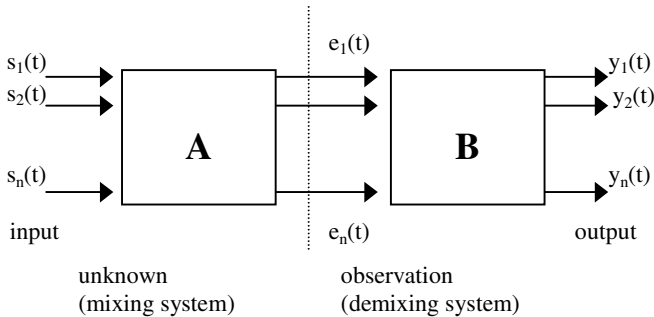 e₁(t)
s₁(t)
y₁(t)
s₂(t)
y₂(t)
A
B
sₙ(t)
yₙ(t)
input
eₙ(t)
output
unknown
(mixing system)
observation
(demixing system)